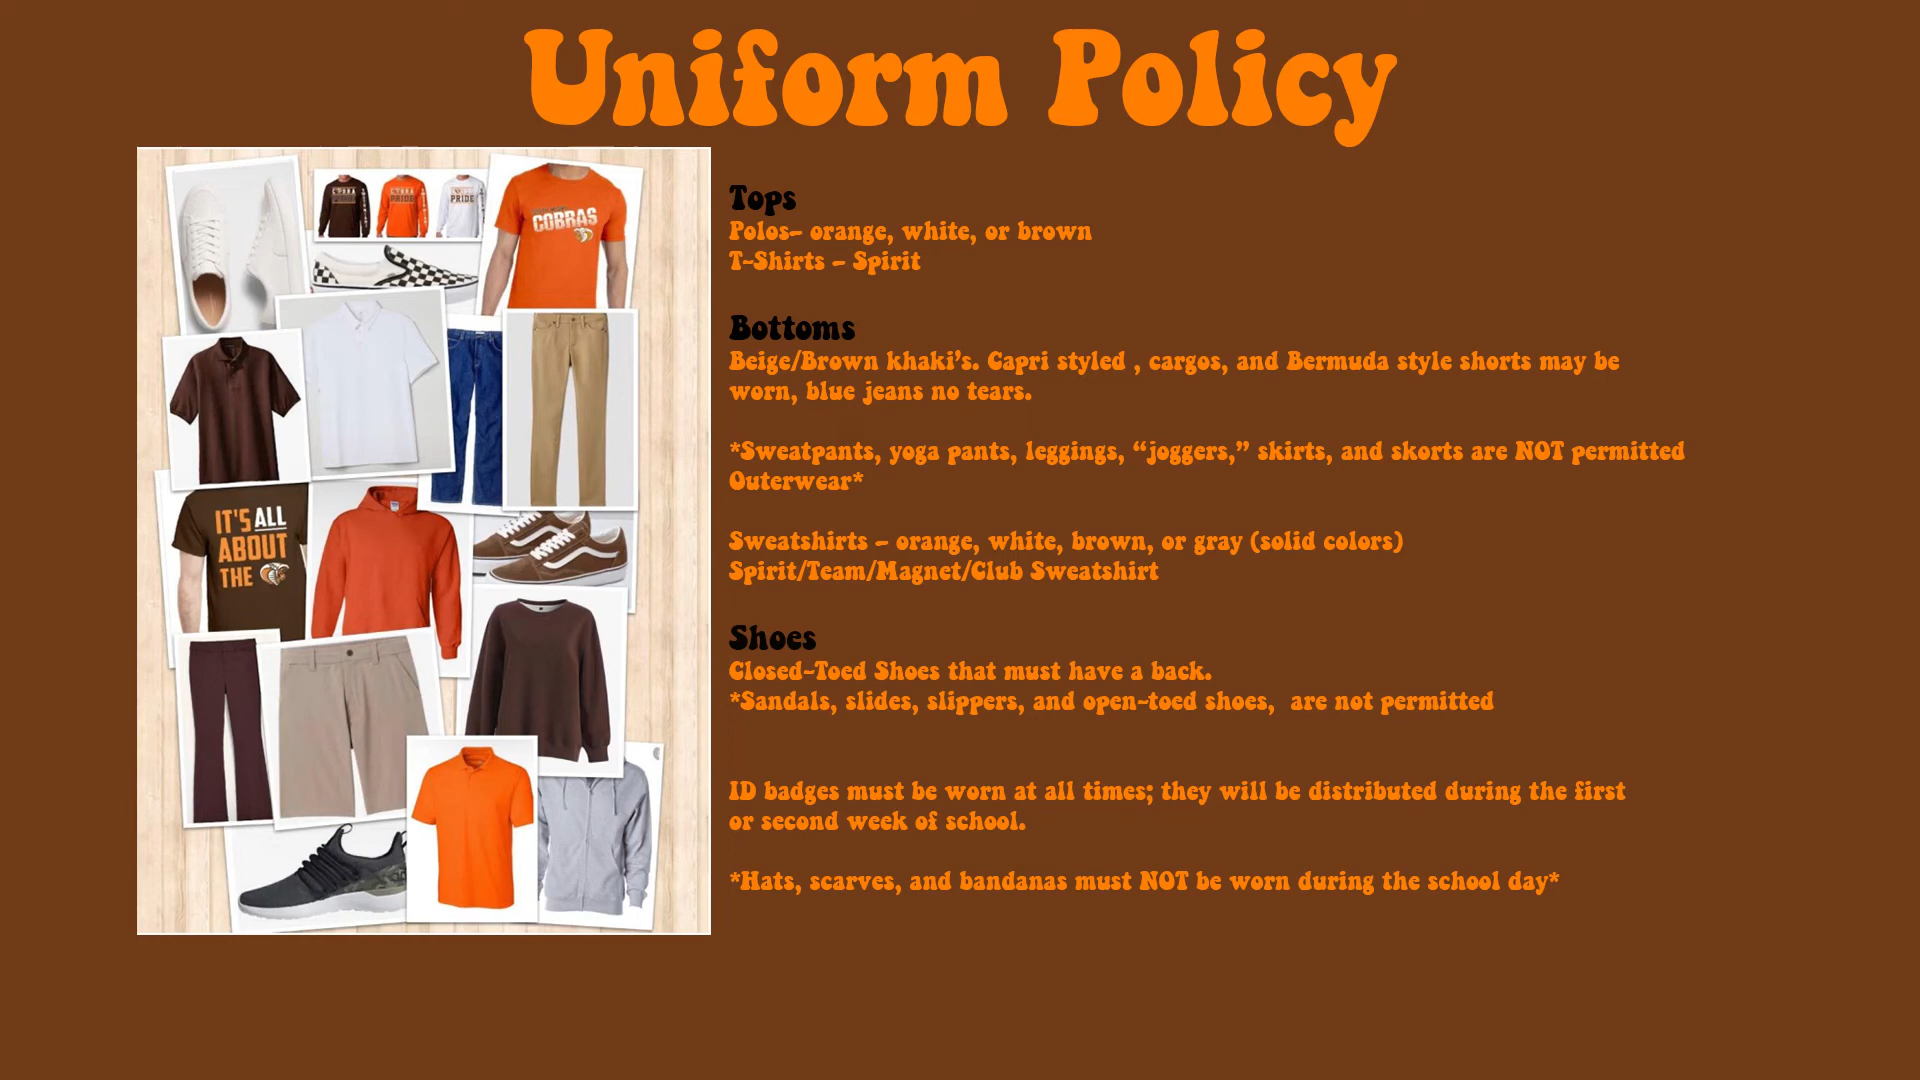 Uniform Policy
COBRA
PRIDE
COBRA
PRIDE
PRIDE
COBRAS
IT'S ALL
ABOUT
THE
Tops
Polos– orange, white, or brown
T-Shirts – Spirit
Bottoms
Beige/Brown khaki’s. Capri styled , cargos, and Bermuda style shorts may be
worn, blue jeans no tears.
*Sweatpants, yoga pants, leggings, “joggers,” skirts, and skorts are NOT permitted
Outerwear*
Sweatshirts – orange, white, brown, or gray (solid colors)
Spirit/Team/Magnet/Club Sweatshirt
Shoes
Closed-Toed Shoes that must have a back.
*Sandals, slides, slippers, and open-toed shoes,  are not permitted
ID badges must be worn at all times; they will be distributed during the first
or second week of school.
*Hats, scarves, and bandanas must NOT be worn during the school day*